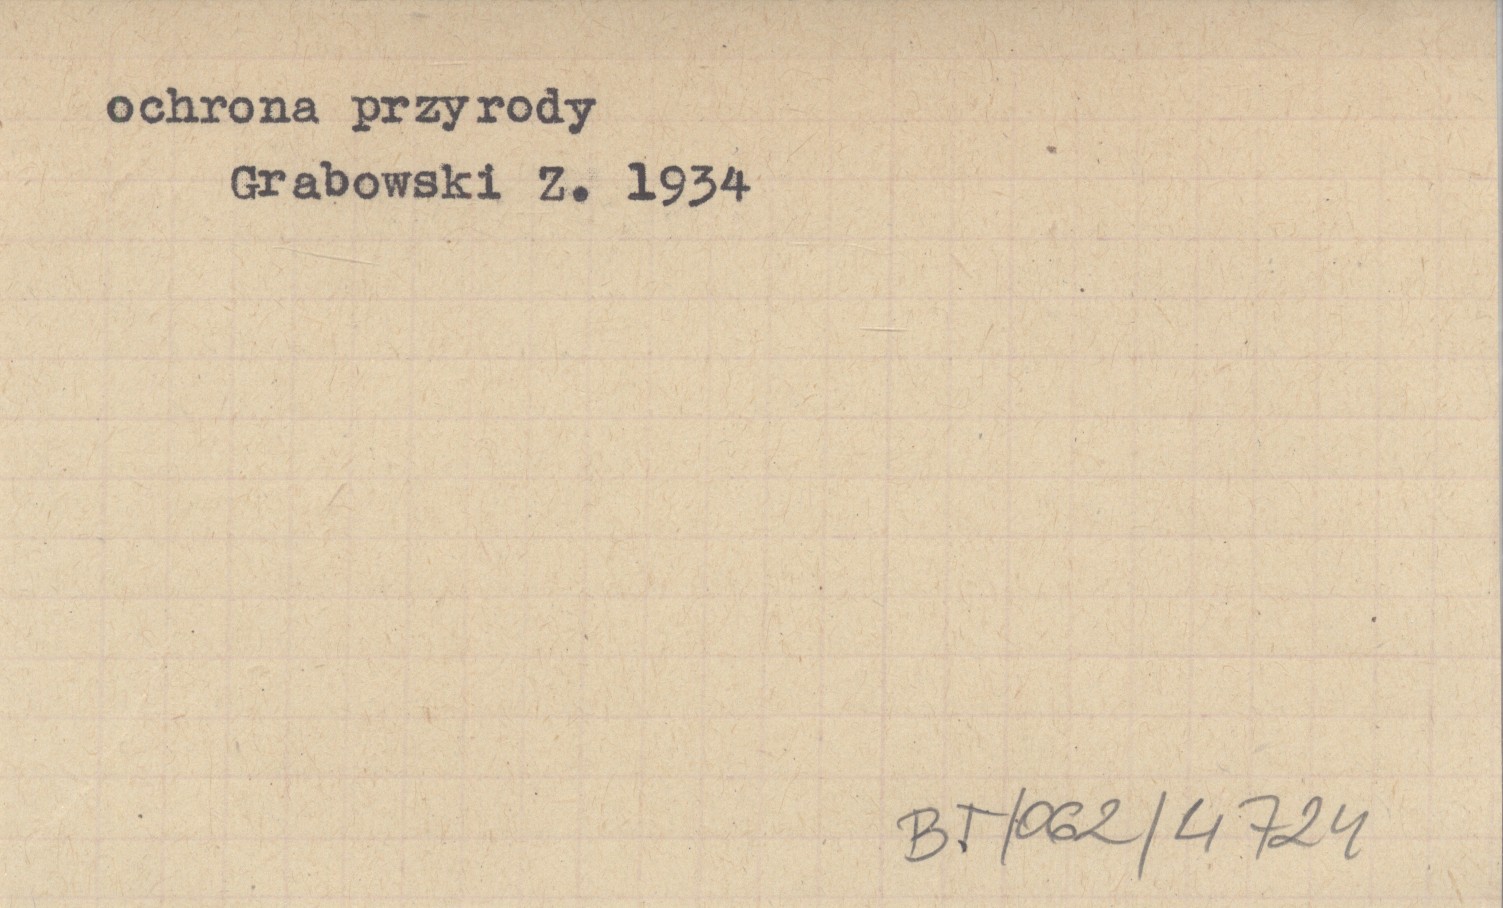 ochrona przyrody
Grabowski Z. 1934
BT/062/4724